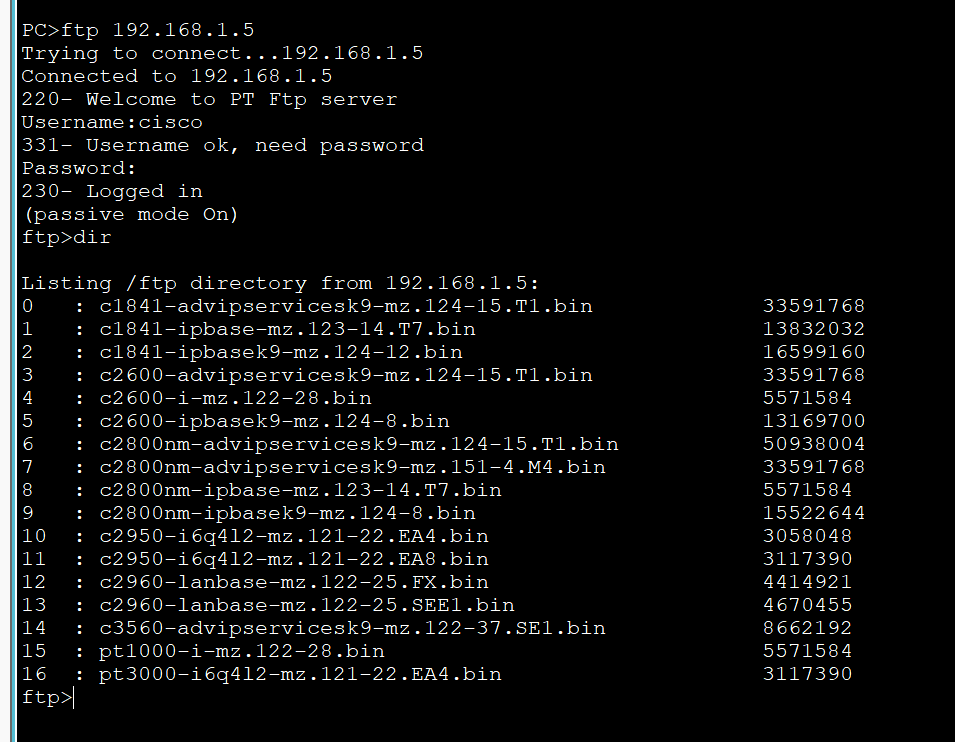 PC>ftp 192.168.1.5
Trying to connect...192.168.1.5
Connected to 192.168.1.5
220- Welcome to PT Ftp server
Username:cisco
331- Username ok, need password
Password:
230- Logged in
(passive mode On)
ftp>dir
Listing /ftp directory from 192.168.1.5:
0 : c1841-advipservicesk9-mz.124-15.T1.bin 33591768
1 : c1841-ipbase-mz.123-14.T7.bin 13832032
2 : c1841-ipbasek9-mz.124-12.bin 16599160
3 : c2600-advipservicesk9-mz.124-15.T1.bin 33591768
4 : c2600-i-mz.122-28.bin 5571584
5 : c2600-ipbasek9-mz.124-8.bin 13169700
6 : c2800nm-advipservicesk9-mz.124-15.T1.bin 50938004
7 : c2800nm-advipservicesk9-mz.151-4.M4.bin 33591768
8 : c2800nm-ipbase-mz.123-14.T7.bin 5571584
9 : c2800nm-ipbasek9-mz.124-8.bin 15522644
10 : c2950-i6q4l2-mz.121-22.EA4.bin 3058048
11 : c2950-i6q4l2-mz.121-22.EA8.bin 3117390
12 : c2960-lanbase-mz.122-25.FX.bin 4414921
13 : c2960-lanbase-mz.122-25.SEE1.bin 4670455
14 : c3560-advipservicesk9-mz.122-37.SE1.bin 8662192
15 : pt1000-i-mz.122-28.bin 5571584
16 : pt3000-i6q4l2-mz.121-22.EA4.bin 3117390
ftp>